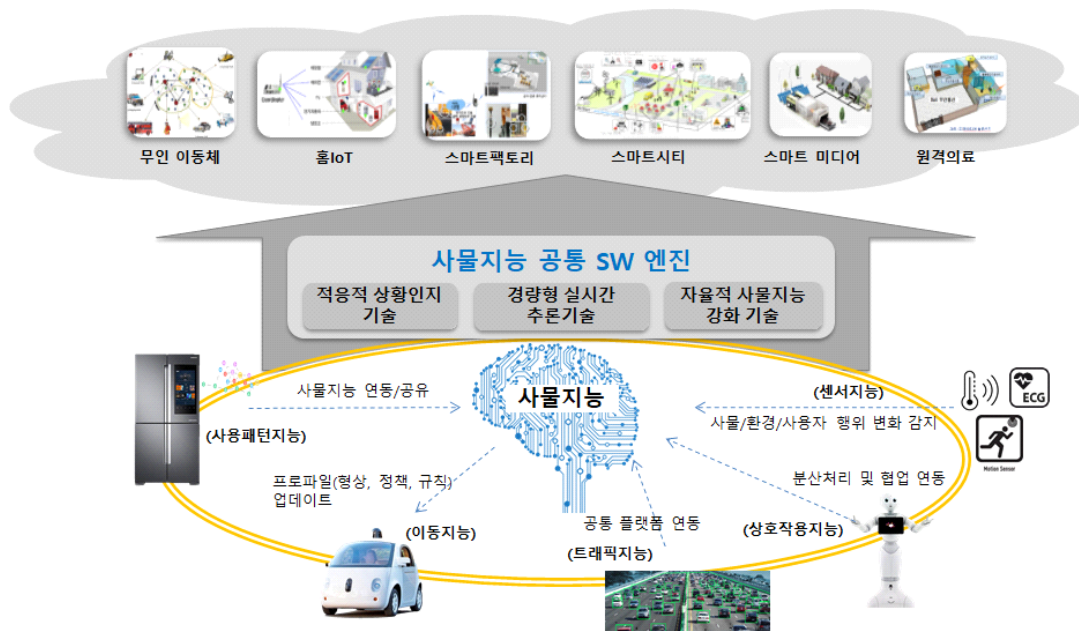 무인 이동체
홈IoT
스마트팩토리
스마트시티
스마트 미디어
원격의료
사물지능 공통 SW 엔진
적응적 상황인지
기술
경량형 실시간
추론기술
자율적 사물지능
강화 기술
사물지능 연동/공유
사물지능
(센서지능)
ECG
(사용패턴지능)
사물/환경/사용자 행위 변화 감지
Motion Sensor
프로파일(형상, 정책, 규칙)
업데이트
분산처리 및 협업 연동
(이동지능)
공통 플랫폼 연동
(트래픽지능)
(상호작용지능)